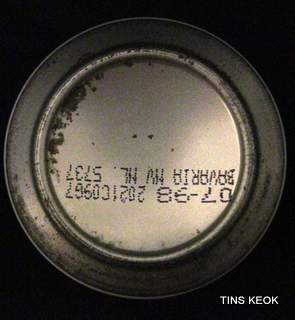 07-98 2021C0967
BAVARIA NV NL. 5737
TINS KEOK